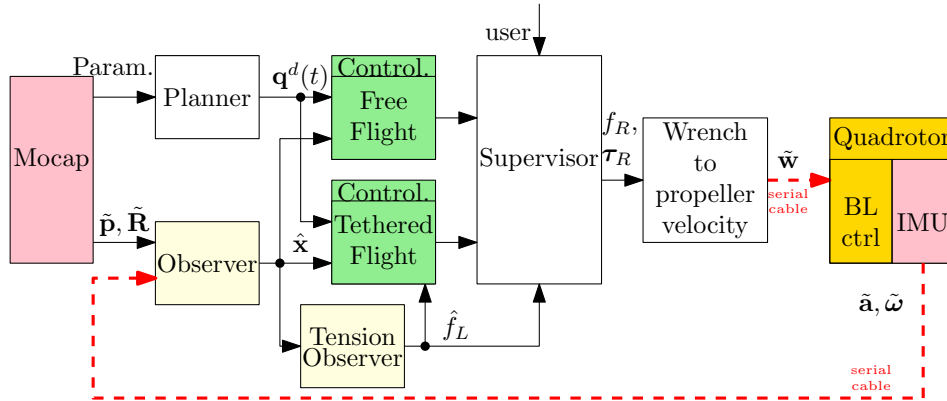 user
Param.
Mocap
Planner
𝐪ᵈ(t)
Control.
Free
Flight
Supervisor
f_R,
𝛕_R
Wrench
to
propeller
velocity
w̃
serial
cable
Quadrotor
BL
ctrl
IMU
p̃, R̃
Observer
x̂
Control.
Tethered
Flight
Tension
Observer
f̂_L
ã, ω̃
serial
cable